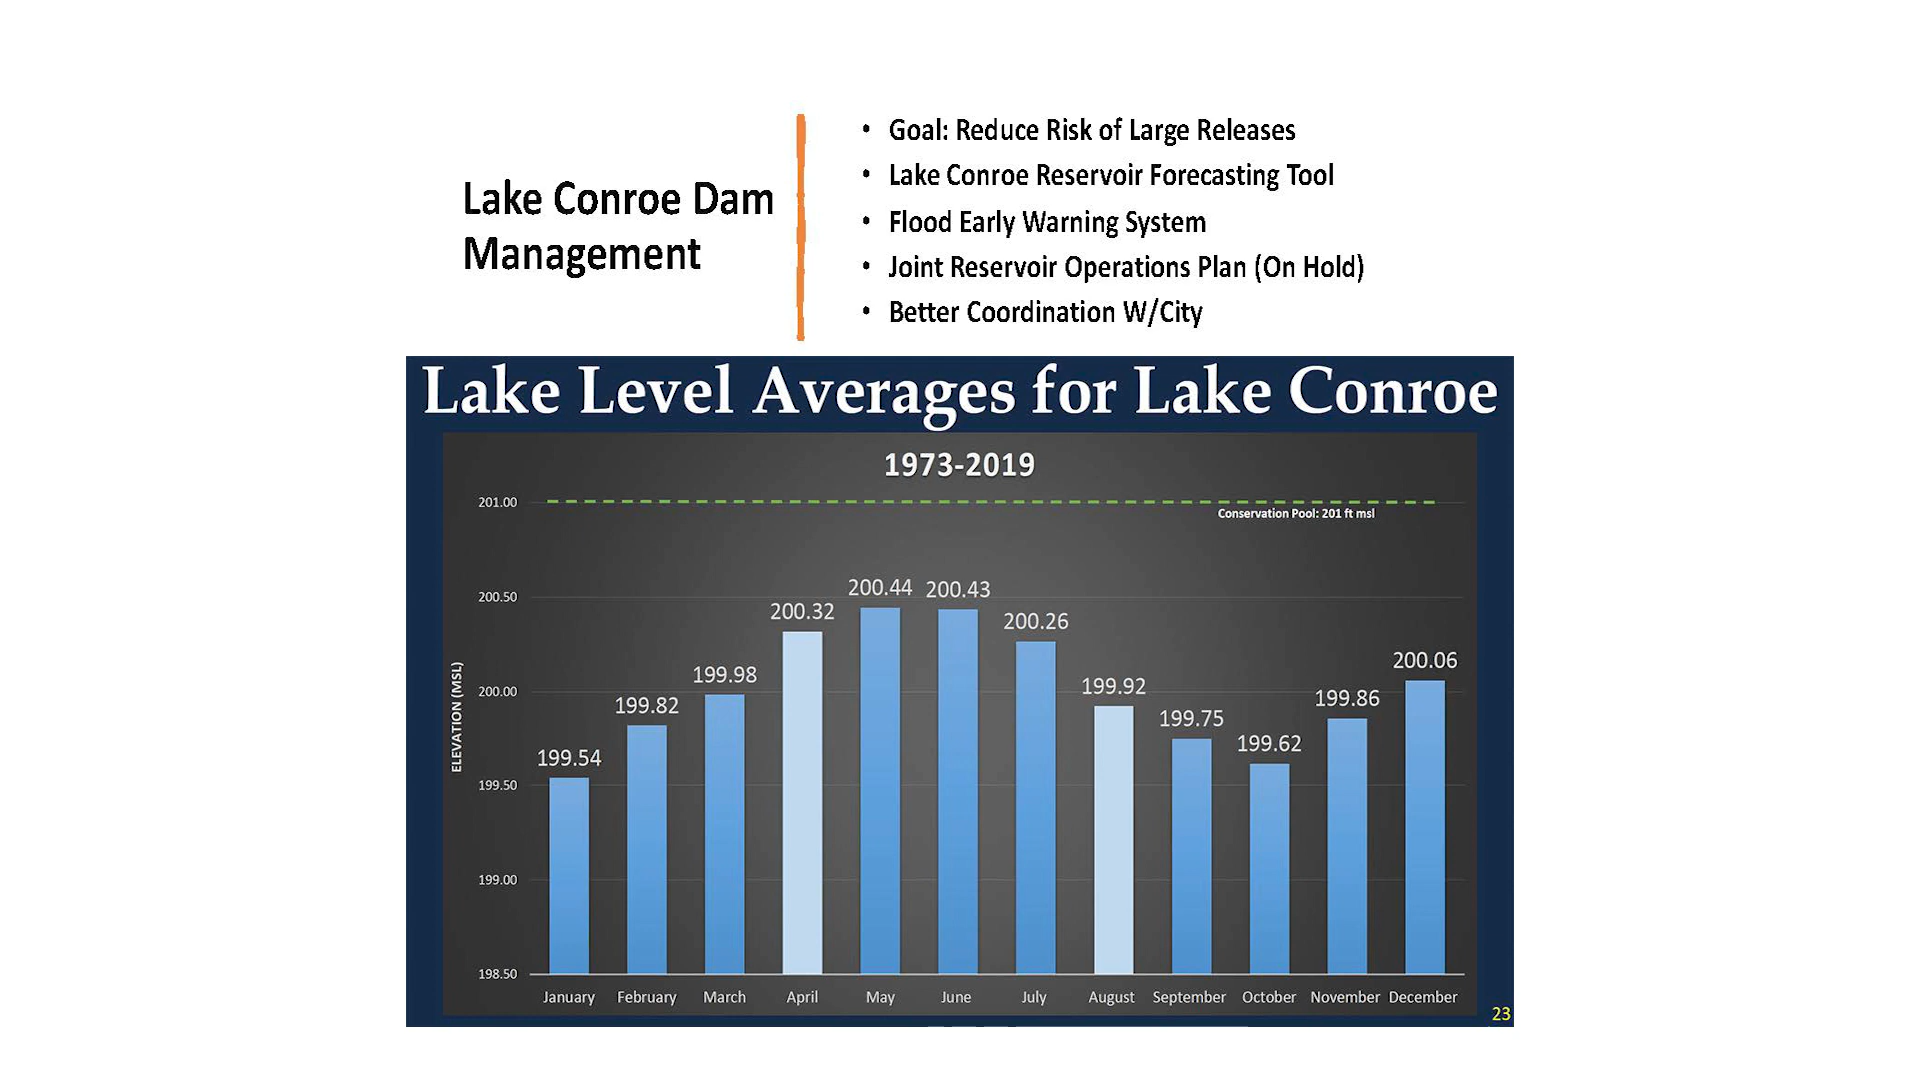 Lake Conroe Dam
Management
• Goal: Reduce Risk of Large Releases
• Lake Conroe Reservoir Forecasting Tool
• Flood Early Warning System
• Joint Reservoir Operations Plan (On Hold)
• Better Coordination W/City
Lake Level Averages for Lake Conroe
1973-2019
201.00
Conservation Pool: 201 ft msl
200.50
200.00
199.50
199.00
198.50
ELEVATION (MSL)
199.54
199.82
199.98
200.32
200.44
200.43
200.26
199.92
199.75
199.62
199.86
200.06
January
February
March
April
May
June
July
August
September
October
November
December
23